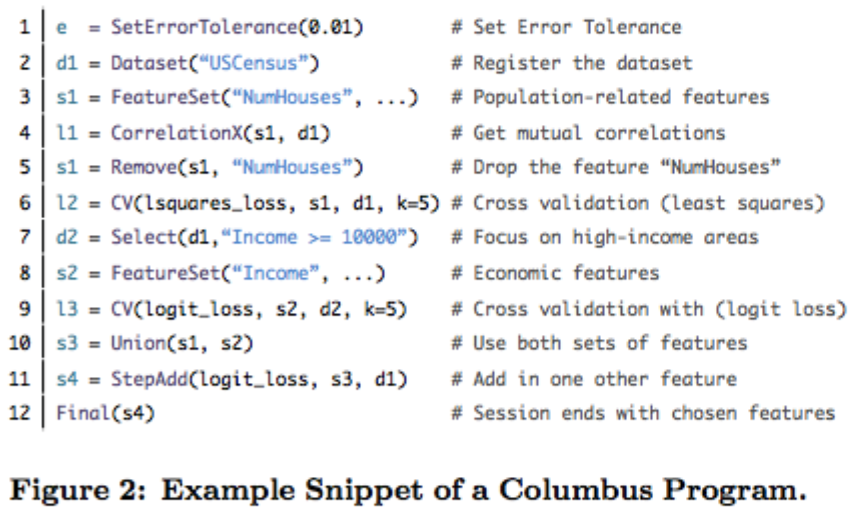 1 e = SetErrorTolerance(0.01) # Set Error Tolerance
2 d1 = Dataset(“USCensus”) # Register the dataset
3 s1 = FeatureSet(“NumHouses”, ...) # Population-related features
4 l1 = CorrelationX(s1, d1) # Get mutual correlations
5 s1 = Remove(s1, “NumHouses”) # Drop the feature “NumHouses”
6 l2 = CV(lsquares_loss, s1, d1, k=5) # Cross validation (least squares)
7 d2 = Select(d1,“Income >= 10000”) # Focus on high-income areas
8 s2 = FeatureSet(“Income”, ...) # Economic features
9 l3 = CV(logit_loss, s2, d2, k=5) # Cross validation with (logit loss)
10 s3 = Union(s1, s2) # Use both sets of features
11 s4 = StepAdd(logit_loss, s3, d1) # Add in one other feature
12 Final(s4) # Session ends with chosen features
Figure 2: Example Snippet of a Columbus Program.